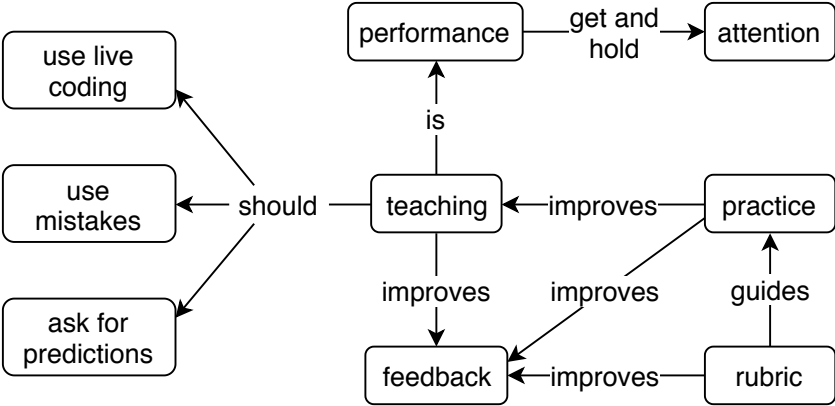 performance
get and
hold
attention
use live
coding
is
use
mistakes
should
teaching
improves
practice
improves
improves
guides
ask for
predictions
feedback
improves
rubric